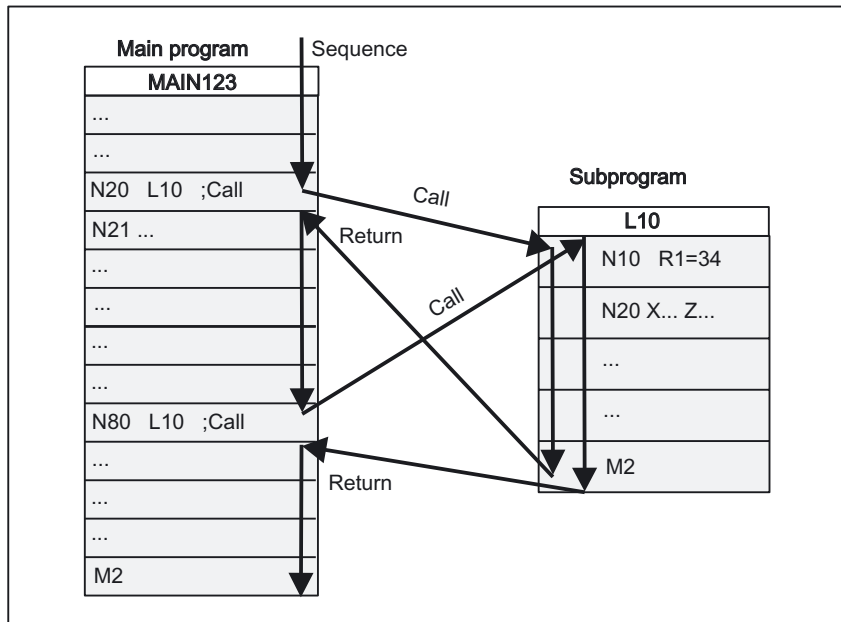 Main program
Sequence
MAIN123
...
...
N20 L10 ;Call
N21 ...
...
...
...
...
N80 L10 ;Call
...
...
...
M2
Call
Return
Call
Return
Subprogram
L10
N10 R1=34
N20 X... Z...
...
...
M2